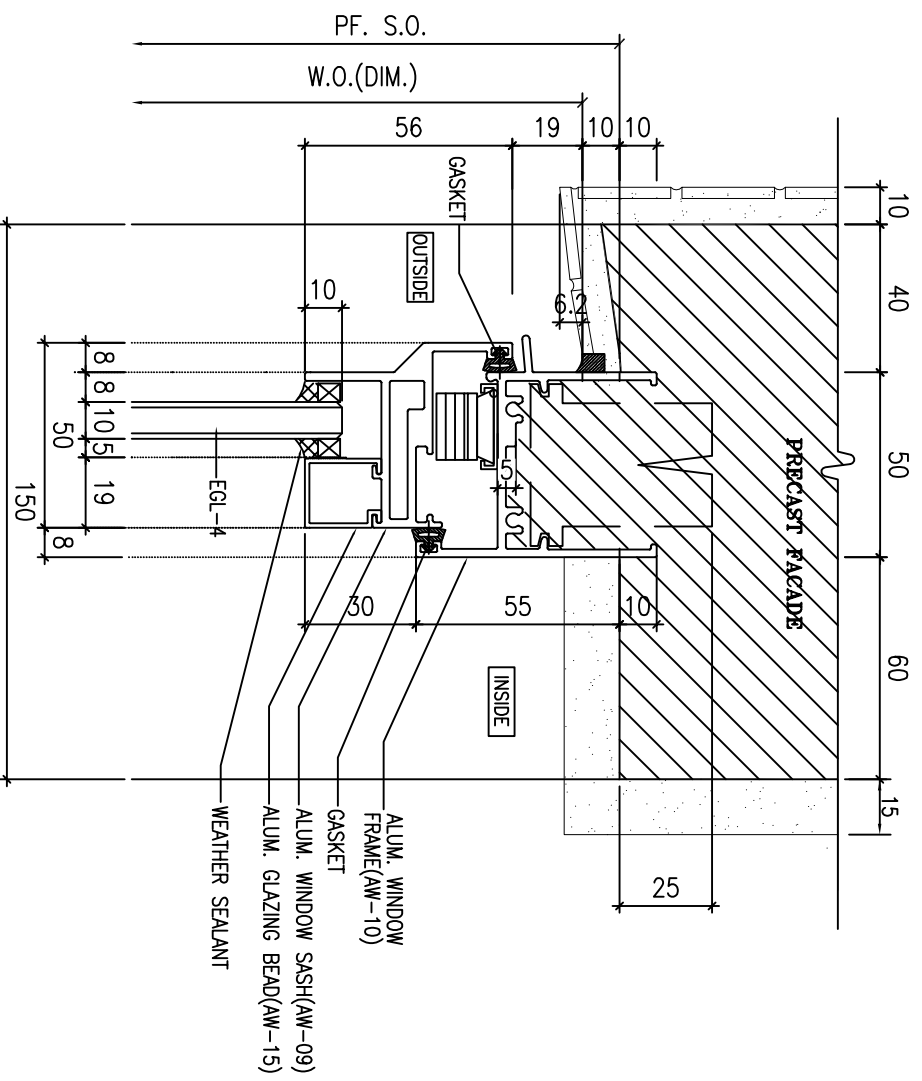 PF. S.O.
W.O.(DIM.)
56
19
10
10
GASKET
OUTSIDE
10
6.2
10
40
50
60
15
PRECAST FACADE
25
8
8
10
5
19
50
8
150
EGL-4
5
30
55
10
INSIDE
ALUM. WINDOW
FRAME(AW-10)
GASKET
ALUM. WINDOW SASH(AW-09)
ALUM. GLAZING BEAD(AW-15)
WEATHER SEALANT